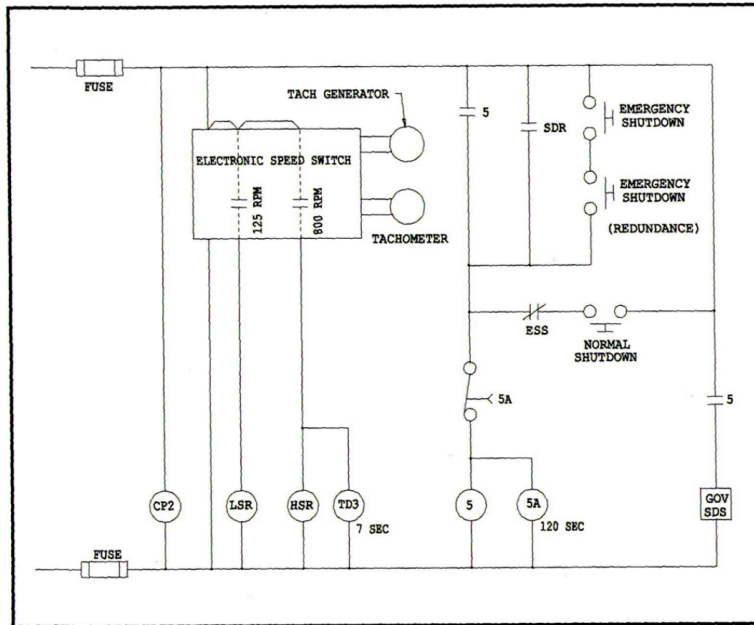 FUSE
TACH GENERATOR
5
SDR
EMERGENCY
SHUTDOWN
ELECTRONIC SPEED SWITCH
125 RPM
800 RPM
EMERGENCY
SHUTDOWN
(REDUNDANCE)
TACHOMETER
ESS
NORMAL
SHUTDOWN
5A
5
CP2
LSR
HSR
TD3
7 SEC
5
5A
120 SEC
GOV
SDS
FUSE